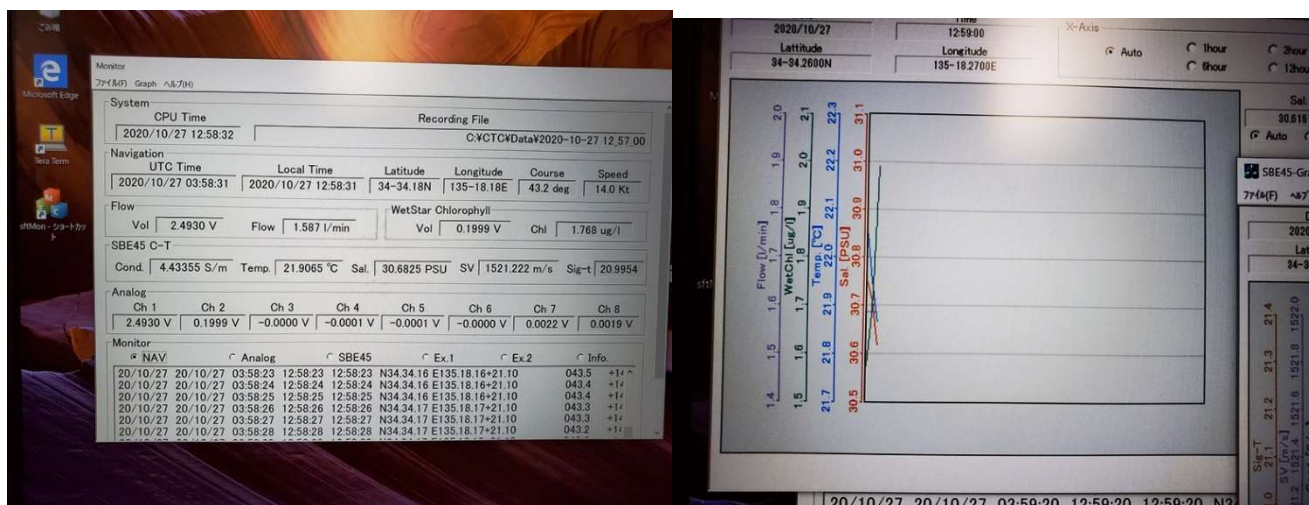 ごみ箱
Microsoft Edge
Tera Term
Monitor
ファイル(F) Graph ヘルプ(H)
System
CPU Time Recording File
2020/10/27 12:58:32 C:¥CTC¥Data¥2020-10-27 12_57_00
Navigation
UTC Time Local Time Latitude Longitude Course Speed
2020/10/27 03:58:31 2020/10/27 12:58:31 34-34.18N 135-18.18E 43.2 deg 14.0 Kt
Flow WetStar Chlorophyll
Vol 2.4930 V Flow 1.587 l/min Vol 0.1999 V Chl 1.768 ug/l
SBE45 C-T
Cond. 4.43355 S/m Temp. 21.9065 ℃ Sal. 30.6825 PSU SV 1521.222 m/s Sig-t 20.9954
Analog
Ch 1 Ch 2 Ch 3 Ch 4 Ch 5 Ch 6 Ch 7 Ch 8
2.4930 V 0.1999 V -0.0000 V -0.0001 V -0.0001 V -0.0000 V 0.0022 V 0.0019 V
Monitor
NAV Analog SBE45 Ex.1 Ex.2 Info.
20/10/27 20/10/27 03:58:23 12:58:23 12:58:23 N34.34.16 E135.18.16+21.10 043.5
20/10/27 20/10/27 03:58:24 12:58:24 12:58:24 N34.34.16 E135.18.16+21.10 043.4
20/10/27 20/10/27 03:58:25 12:58:25 12:58:25 N34.34.16 E135.18.16+21.10 043.4
20/10/27 20/10/27 03:58:26 12:58:26 12:58:26 N34.34.17 E135.18.17+21.10 043.3
20/10/27 20/10/27 03:58:27 12:58:27 12:58:27 N34.34.17 E135.18.17+21.10 043.3
20/10/27 20/10/27 03:58:28 12:58:28 12:58:28 N34.34.17 E135.18.17+21.10 043.2
Time
2020/10/27 12:59:00
Lattitude Longitude
34-34.2600N 135-18.2700E
X-Axis
Auto 1hour 2hour
6hour
Sal.
30.616
Auto
Flow [l/min]
1.4 1.5 1.6 1.7 1.8 1.9 2.0
WetChl [ug/l]
1.5 1.6 1.7 1.8 1.9 2.0 2.1
Temp. [℃]
21.7 21.8 21.9 22.0 22.1 22.2 22.3
Sal. [PSU]
30.5 30.6 30.7 30.8 30.9 31.0 31.1
ファイル(F)
2020
Sig-T
21.1 21.2 21.3 21.4
SV [m/s]
1521.4 1521.6 1521.8 1522.0
20/10/27 20/10/27 03:59:20 12:59:20 12:59:20